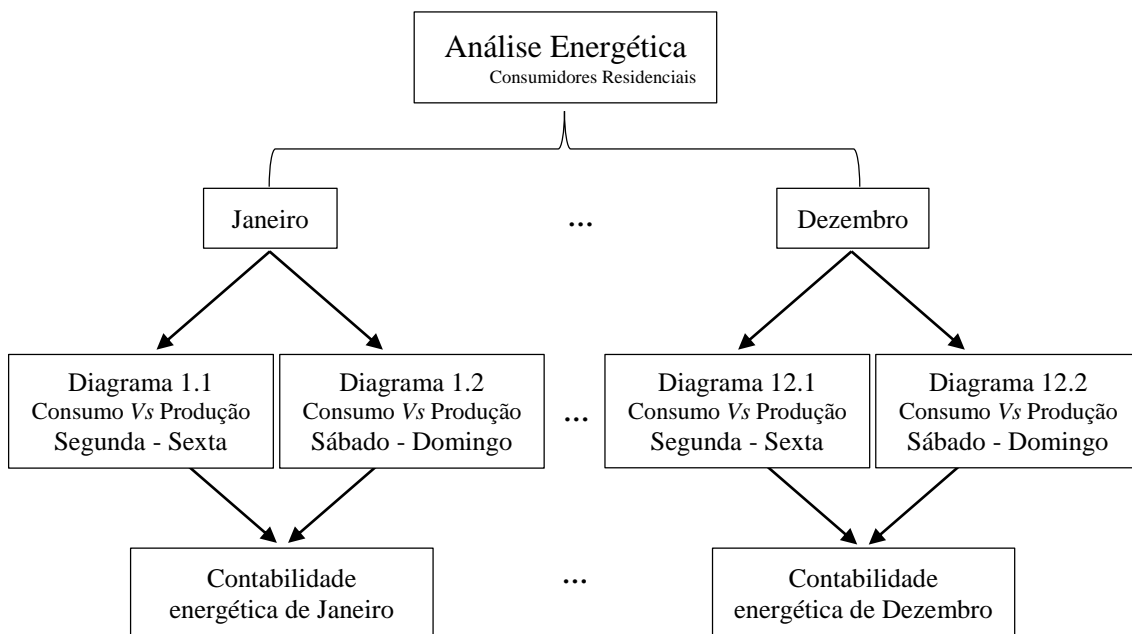 Análise Energética
Consumidores Residenciais
Janeiro
...
Dezembro
Diagrama 1.1
Consumo Vs Produção
Segunda - Sexta
Diagrama 1.2
Consumo Vs Produção
Sábado - Domingo
...
Diagrama 12.1
Consumo Vs Produção
Segunda - Sexta
Diagrama 12.2
Consumo Vs Produção
Sábado - Domingo
Contabilidade
energética de Janeiro
...
Contabilidade
energética de Dezembro